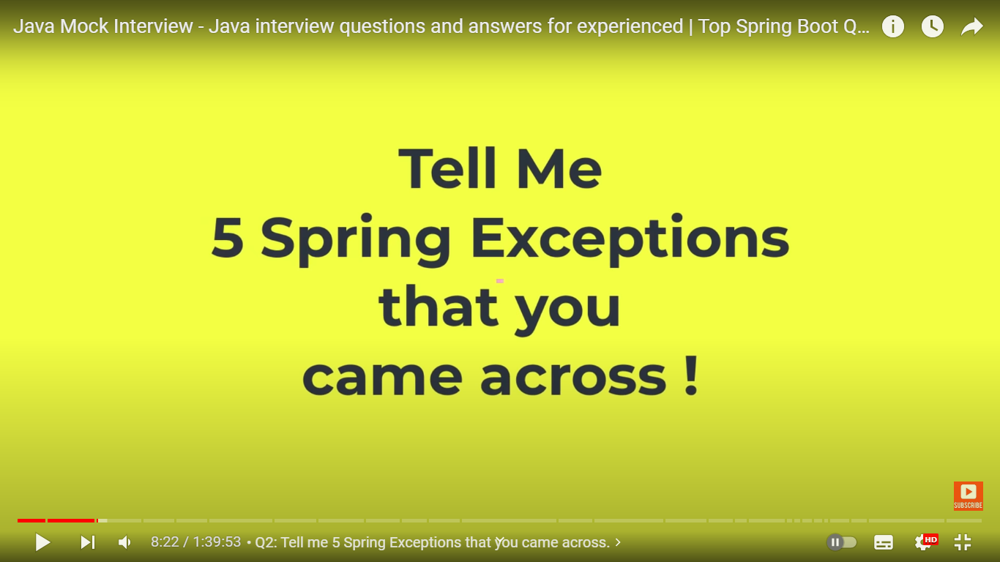 Java Mock Interview - Java interview questions and answers for experienced | Top Spring Boot Q...
Tell Me
5 Spring Exceptions
that you
came across !
SUBSCRIBE
8:22 / 1:39:53 • Q2: Tell me 5 Spring Exceptions that you came across.
HD